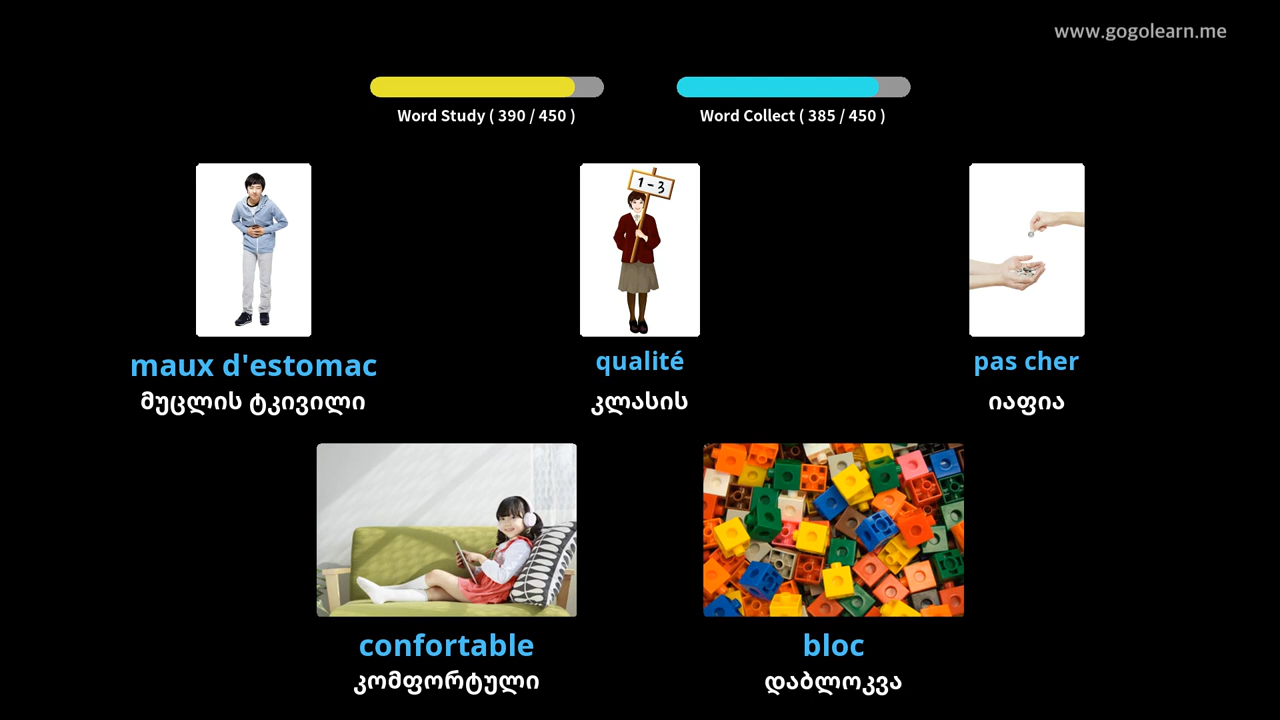 www.gogolearn.me
Word Study ( 390 / 450 )
Word Collect ( 385 / 450 )
1 - 3
maux d'estomac
მუცლის ტკივილი
qualité
კლასის
pas cher
იაფია
confortable
კომფორტული
bloc
დაბლოკვა